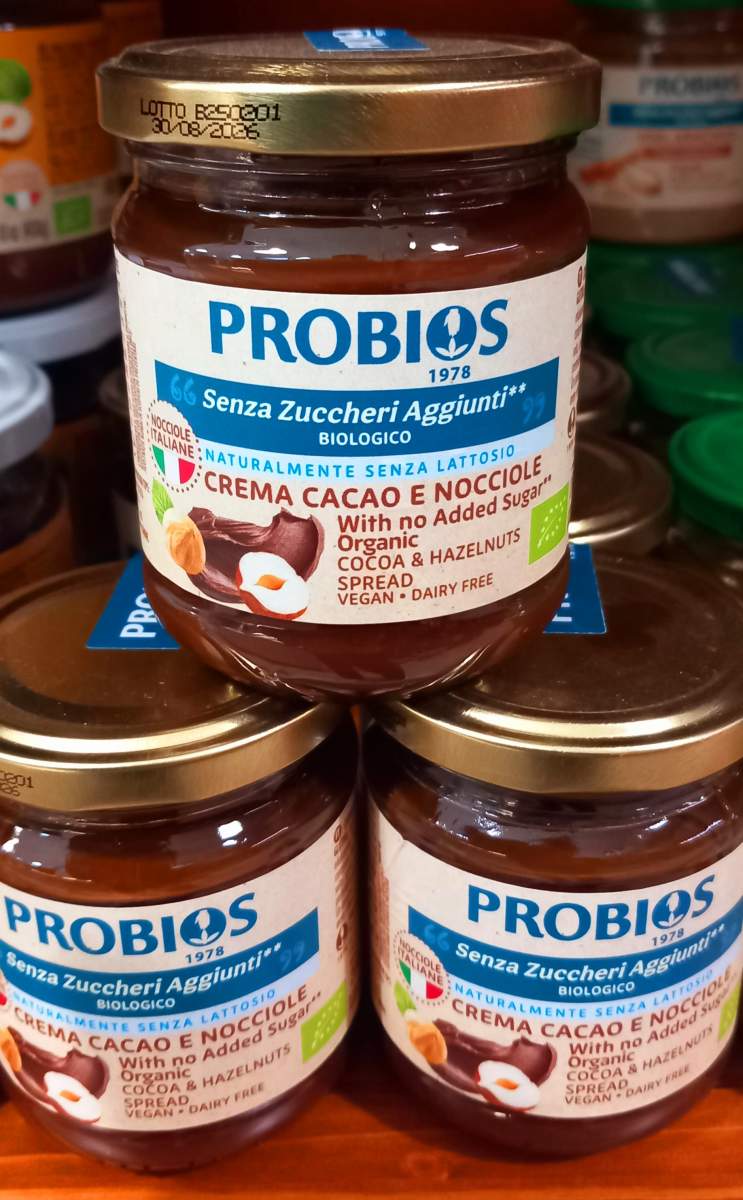 LOTTO B250201
30/08/2026
PROBIOS
1978
Senza Zuccheri Aggiunti**
BIOLOGICO
NOCCIOLE
ITALIANE
NATURALMENTE SENZA LATTOSIO
CREMA CACAO E NOCCIOLE
With no Added Sugar**
Organic
COCOA & HAZELNUTS
SPREAD
VEGAN • DAIRY FREE
PROBIOS
PROBIOS
1978
Senza Zuccheri Aggiunti**
BIOLOGICO
NATURALMENTE SENZA LATTOSIO
CREMA CACAO E NOCCIOLE
With no Added Sugar**
Organic
COCOA & HAZELNUTS
SPREAD
VEGAN • DAIRY FREE
PROBIOS
1978
Senza Zuccheri Aggiunti**
BIOLOGICO
NOCCIOLE
ITALIANE
NATURALMENTE SENZA LATTOSIO
CREMA CACAO E NOCCIOLE
With no Added Sugar**
Organic
COCOA & HAZELNUTS
SPREAD
VEGAN • DAIRY FREE